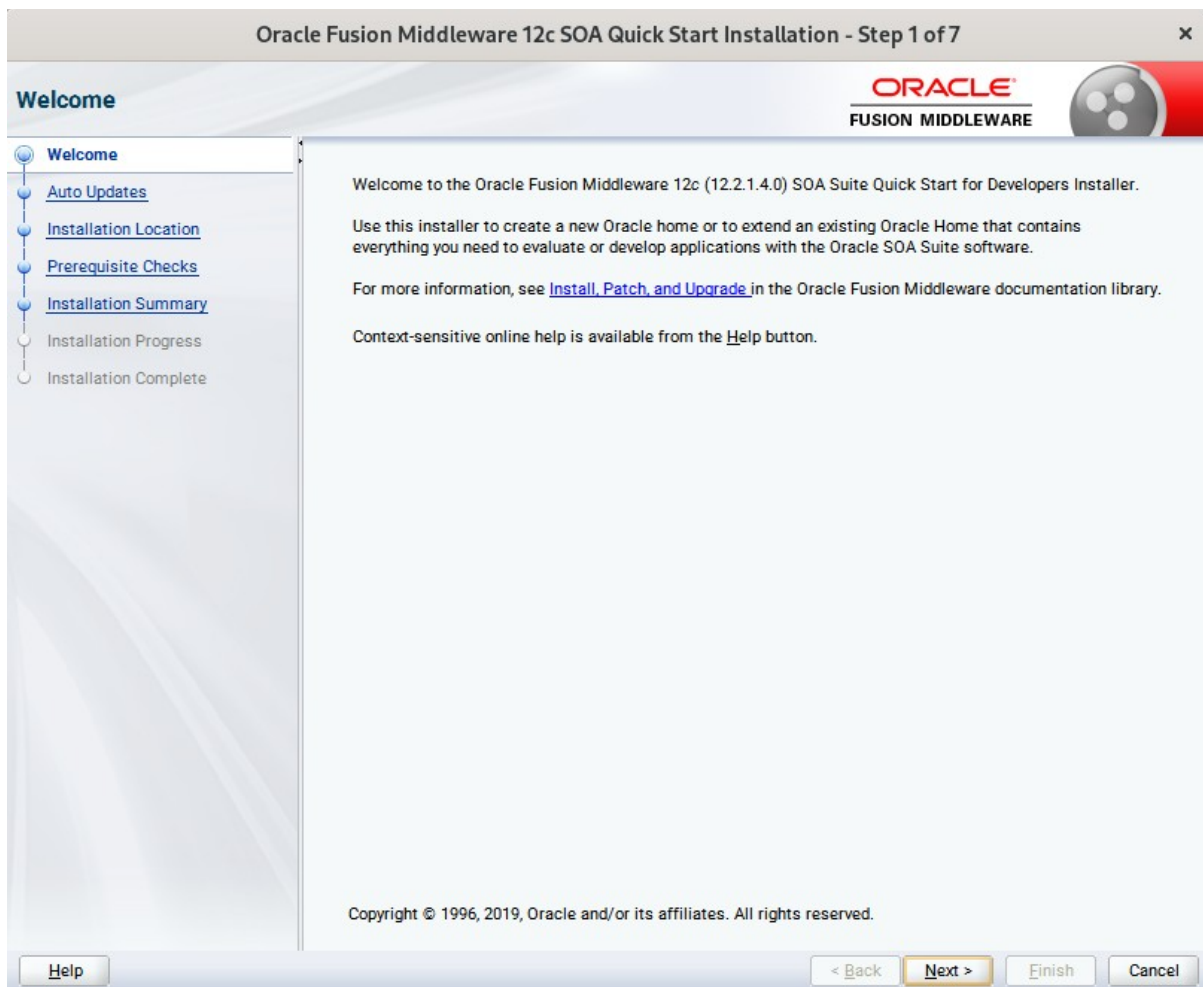 Oracle Fusion Middleware 12c SOA Quick Start Installation - Step 1 of 7
Welcome
ORACLE
FUSION MIDDLEWARE
Welcome
Auto Updates
Installation Location
Prerequisite Checks
Installation Summary
Installation Progress
Installation Complete
Welcome to the Oracle Fusion Middleware 12c (12.2.1.4.0) SOA Suite Quick Start for Developers Installer.
Use this installer to create a new Oracle home or to extend an existing Oracle Home that contains
everything you need to evaluate or develop applications with the Oracle SOA Suite software.
For more information, see Install, Patch, and Upgrade in the Oracle Fusion Middleware documentation library.
Context-sensitive online help is available from the Help button.
Copyright © 1996, 2019, Oracle and/or its affiliates. All rights reserved.
Help
< Back
Next >
Finish
Cancel